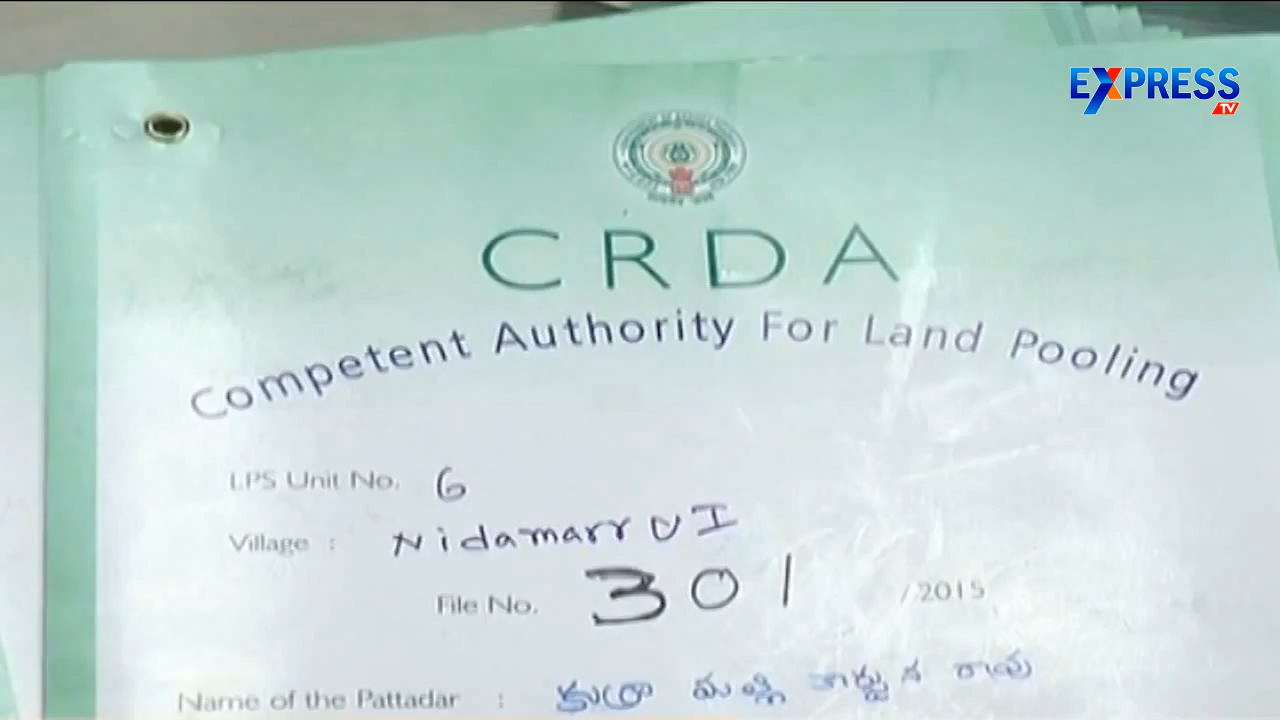 EXPRESS
TV
CRDA
Competent Authority For Land Pooling
LPS Unit No. 6
Village : Nidamarru I
File No. 301 /2015
Name of the Pattadar : మల్లి రావు